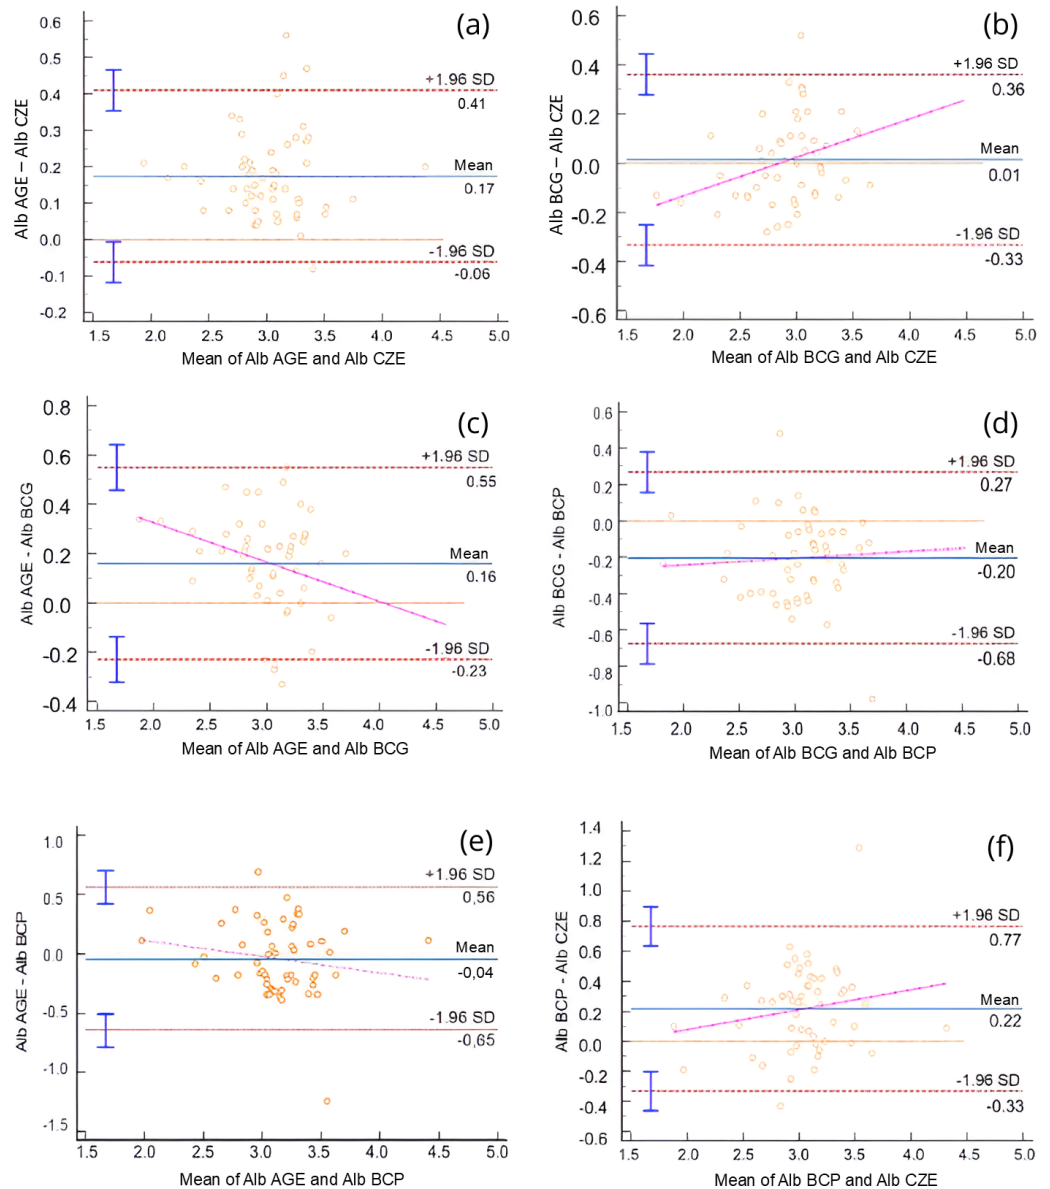 (a)
Alb AGE – Alb CZE
0.6
0.5
0.4
0.3
0.2
0.1
0.0
-0.1
-0.2
+1.96 SD
0.41
Mean
0.17
-1.96 SD
-0.06
1.5 2.0 2.5 3.0 3.5 4.0 4.5 5.0
Mean of Alb AGE and Alb CZE
(b)
Alb BCG – Alb CZE
0.6
0.4
0.2
0.0
-0.2
-0.4
-0.6
+1.96 SD
0.36
Mean
0.01
-1.96 SD
-0.33
1.5 2.0 2.5 3.0 3.5 4.0 4.5 5.0
Mean of Alb BCG and Alb CZE
(c)
Alb AGE - Alb BCG
0.8
0.6
0.4
0.2
0.0
-0.2
-0.4
+1.96 SD
0.55
Mean
0.16
-1.96 SD
-0.23
1.5 2.0 2.5 3.0 3.5 4.0 4.5 5.0
Mean of Alb AGE and Alb BCG
(d)
Alb BCG - Alb BCP
0.6
0.4
0.2
0.0
-0.2
-0.4
-0.6
-0.8
-1.0
+1.96 SD
0.27
Mean
-0.20
-1.96 SD
-0.68
1.5 2.0 2.5 3.0 3.5 4.0 4.5 5.0
Mean of Alb BCG and Alb BCP
(e)
Alb AGE - Alb BCP
1.0
0.5
0.0
-0.5
-1.0
-1.5
+1.96 SD
0,56
Mean
-0,04
-1.96 SD
-0,65
1.5 2.0 2.5 3.0 3.5 4.0 4.5 5.0
Mean of Alb AGE and Alb BCP
(f)
Alb BCP - Alb CZE
1.4
1.2
1.0
0.8
0.6
0.4
0.2
0.0
-0.2
-0.4
-0.6
+1.96 SD
0.77
Mean
0.22
-1.96 SD
-0.33
1.5 2.0 2.5 3.0 3.5 4.0 4.5 5.0
Mean of Alb BCP and Alb CZE